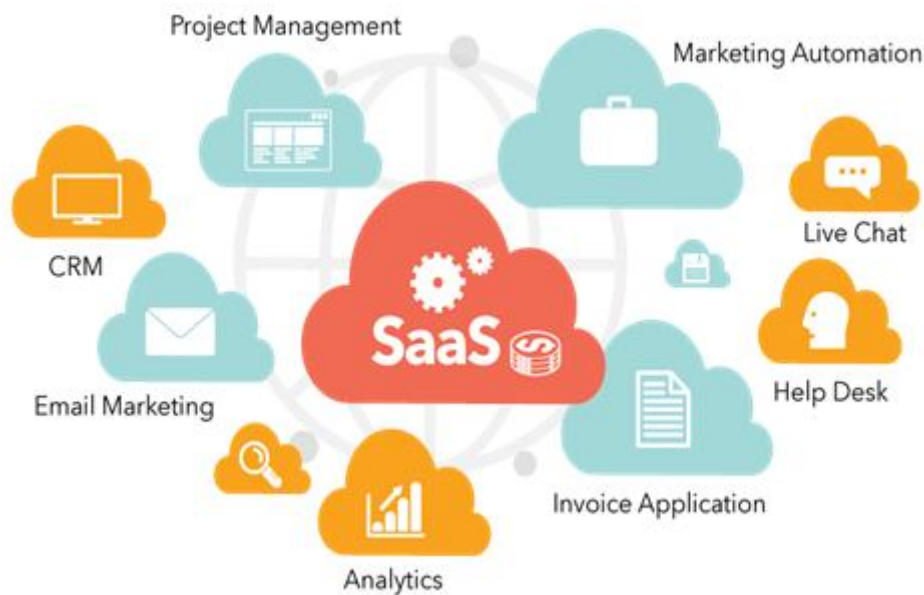 Project Management
Marketing Automation
CRM
Live Chat
SaaS
$
Email Marketing
Help Desk
Invoice Application
Analytics